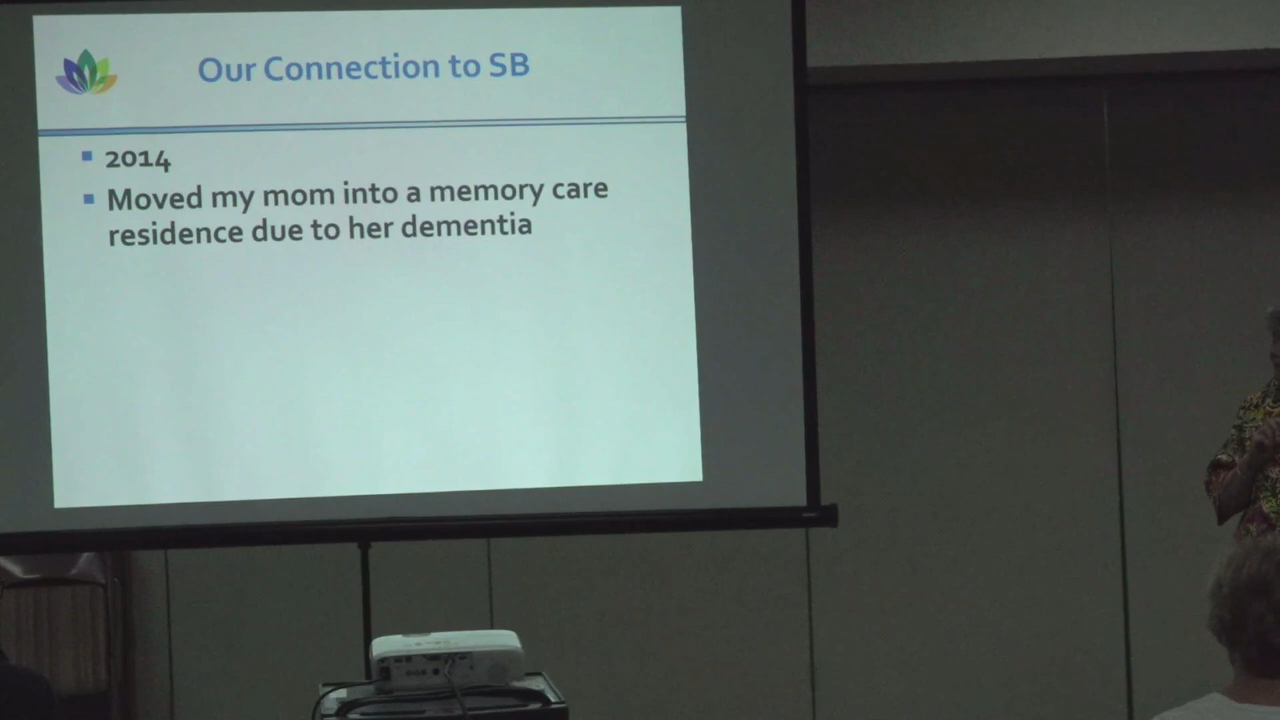 Our Connection to SB
2014
Moved my mom into a memory care
residence due to her dementia